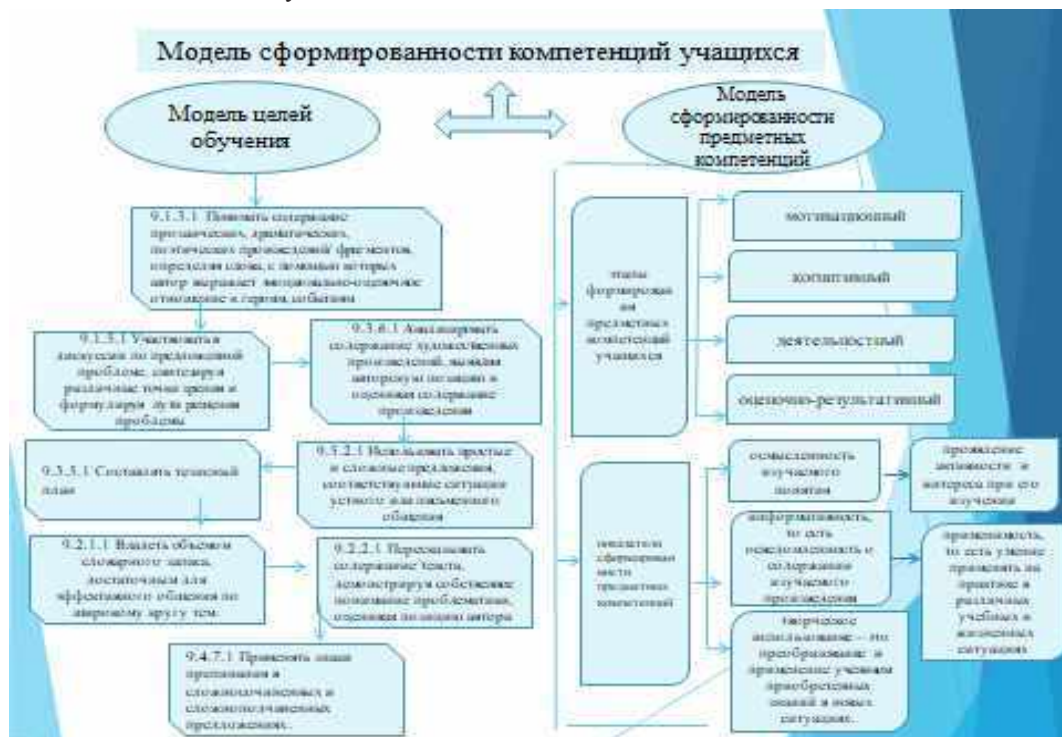 Модель сформированности компетенций учащихся
Модель целей
обучения
Модель
сформированности
предметных
компетенций
9.1.3.1 Понимать содержание
прозаических, драматических,
поэтических произведений/ фрагментов,
определяя слова, с помощью которых
автор выражает эмоционально-оценочное
отношение к героям, событиям
9.1.5.1 Участвовать в
дискуссии по предложенной
проблеме, синтезируя
различные точки зрения и
формулируя пути решения
проблемы
9.3.6.1 Анализировать
содержание художественных
произведений, выявляя
авторскую позицию и
оценивая содержание
произведения
9.3.3.1 Составлять тезисный
план
9.5.2.1 Использовать простые
и сложные предложения,
соответствующие ситуации
устного или письменного
общения
9.2.1.1 Владеть объемом
словарного запаса,
достаточным для
эффективного общения по
широкому кругу тем.
9.2.2.1 Пересказывать
содержание текста,
демонстрируя собственное
понимание проблематики,
оценивая позицию автора
9.4.7.1 Применять знаки
препинания в
сложносочиненных и
сложноподчиненных
предложениях.
этапы
формирован
ия
предметных
компетенций
учащихся
мотивационный
когнитивный
деятельностный
оценочно-результативный
показатели
сформирован
ности
предметных
компетенций
осмысленность
изучаемого
понятия
проявление
активности и
интереса при его
изучении
информативность,
то есть
осведомленность о
содержании
изучаемого
произведения
применимость,
то есть умение
применять на
практике в
различных
учебных и
жизненных
ситуациях
творческое
использование – это
преобразование и
применение учеником
приобретенных
знаний в новых
ситуациях.